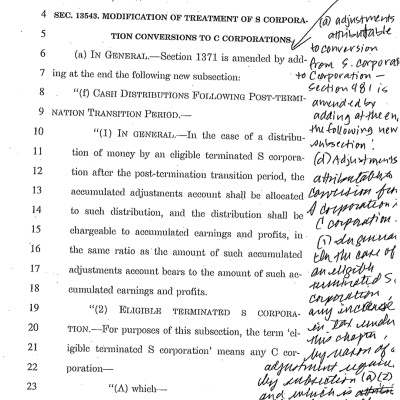 4 SEC. 13543. MODIFICATION OF TREATMENT OF S CORPORA-
5 TION CONVERSIONS TO C CORPORATIONS.
6 (a) IN GENERAL.—Section 1371 is amended by add-
7 ing at the end the following new subsection:
8 “(f) CASH DISTRIBUTIONS FOLLOWING POST-TERMI-
9 NATION TRANSITION PERIOD.—
10 “(1) IN GENERAL.—In the case of a distribu-
11 tion of money by an eligible terminated S corpora-
12 tion after the post-termination transition period, the
13 accumulated adjustments account shall be allocated
14 to such distribution, and the distribution shall be
15 chargeable to accumulated earnings and profits, in
16 the same ratio as the amount of such accumulated
17 adjustments account bears to the amount of such ac-
18 cumulated earnings and profits.
19 “(2) ELIGIBLE TERMINATED S CORPORA-
20 TION.—For purposes of this subsection, the term ‘el-
21 igible terminated S corporation’ means any C cor-
22 poration—
23 “(A) which—
(a) adjustments
attributable
to conversion
from S. corporat
to Corporation —
section 481 is
amended by
adding at the en
the following new
subsection!
(d) Adjustments
attributable
conversion from
S corporation
C corporation.
(1) In general
In the case of
an eligible
terminated S.
corporation,
any increase
in tax under
this chapter,
by reason of a
adjustment requir
by subsection (a)(2)
and which is